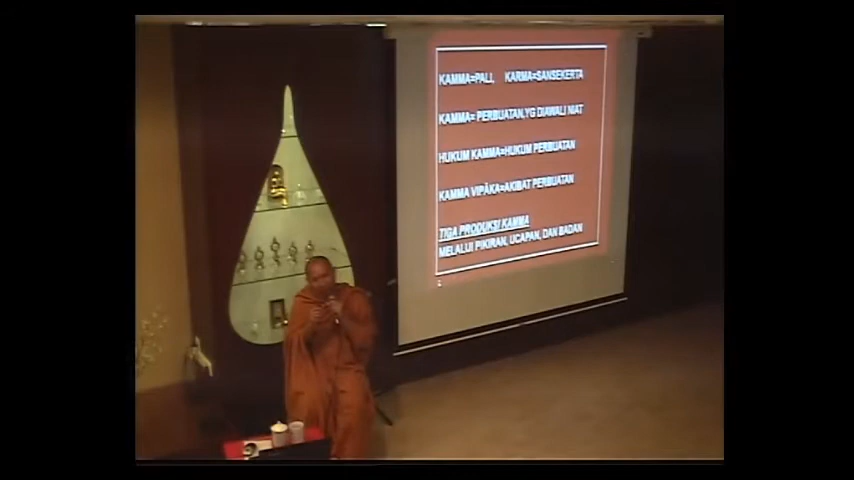 KAMMA=PALI, KARMA=SANSEKERTA
KAMMA= PERBUATAN,YG DIAWALI NIAT
HUKUM KAMMA=HUKUM PERBUATAN
KAMMA VIPĀKA=AKIBAT PERBUATAN
TIGA PRODUKSI KAMMA
MELALUI PIKIRAN, UCAPAN, DAN BADAN